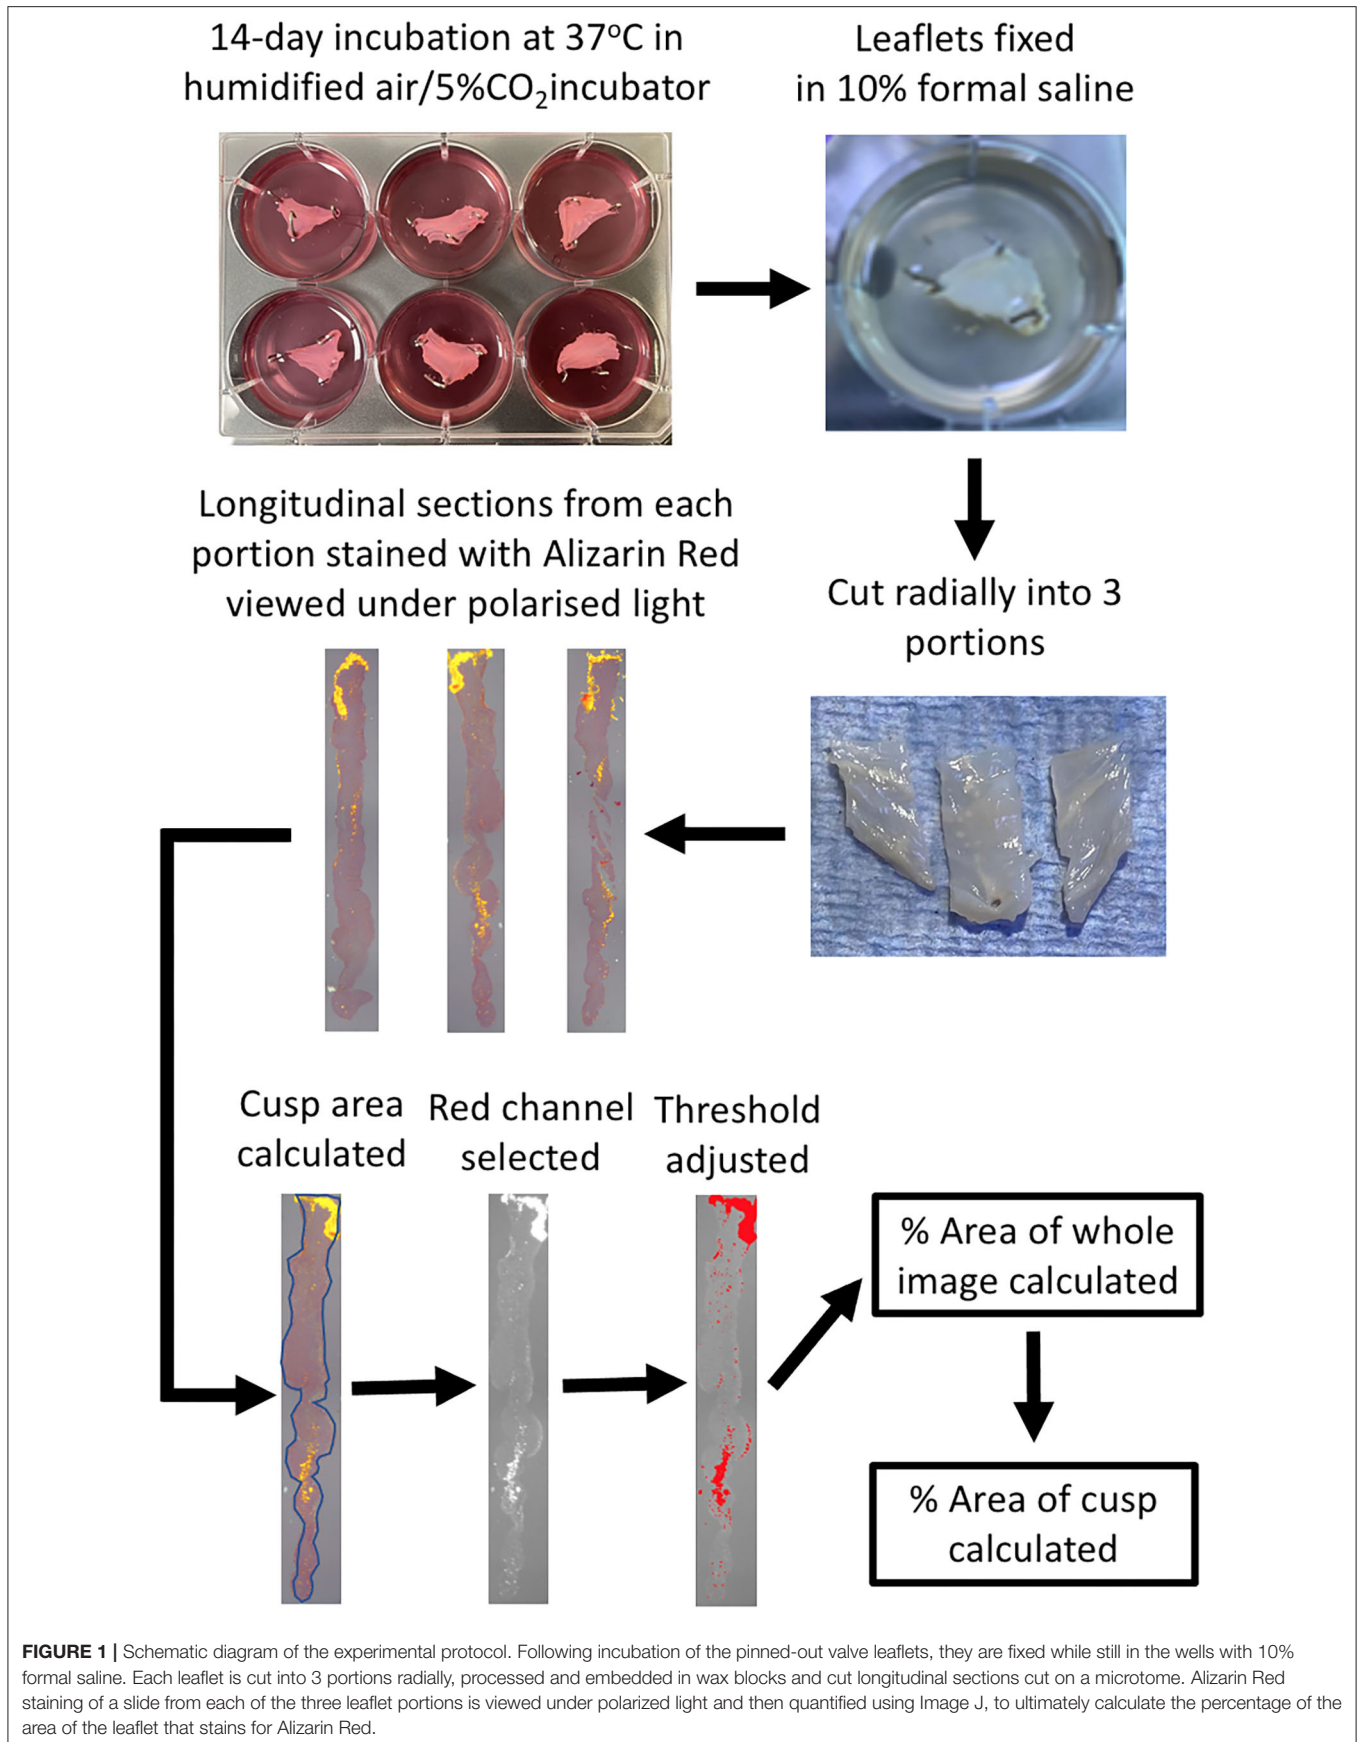 14-day incubation at 37°C in
humidified air/5%CO₂incubator
Leaflets fixed
in 10% formal saline
Cut radially into 3
portions
Longitudinal sections from each
portion stained with Alizarin Red
viewed under polarised light
Cusp area
calculated
Red channel
selected
Threshold
adjusted
% Area of whole
image calculated
% Area of cusp
calculated
FIGURE 1 | Schematic diagram of the experimental protocol. Following incubation of the pinned-out valve leaflets, they are fixed while still in the wells with 10%
formal saline. Each leaflet is cut into 3 portions radially, processed and embedded in wax blocks and cut longitudinal sections cut on a microtome. Alizarin Red
staining of a slide from each of the three leaflet portions is viewed under polarized light and then quantified using Image J, to ultimately calculate the percentage of the
area of the leaflet that stains for Alizarin Red.